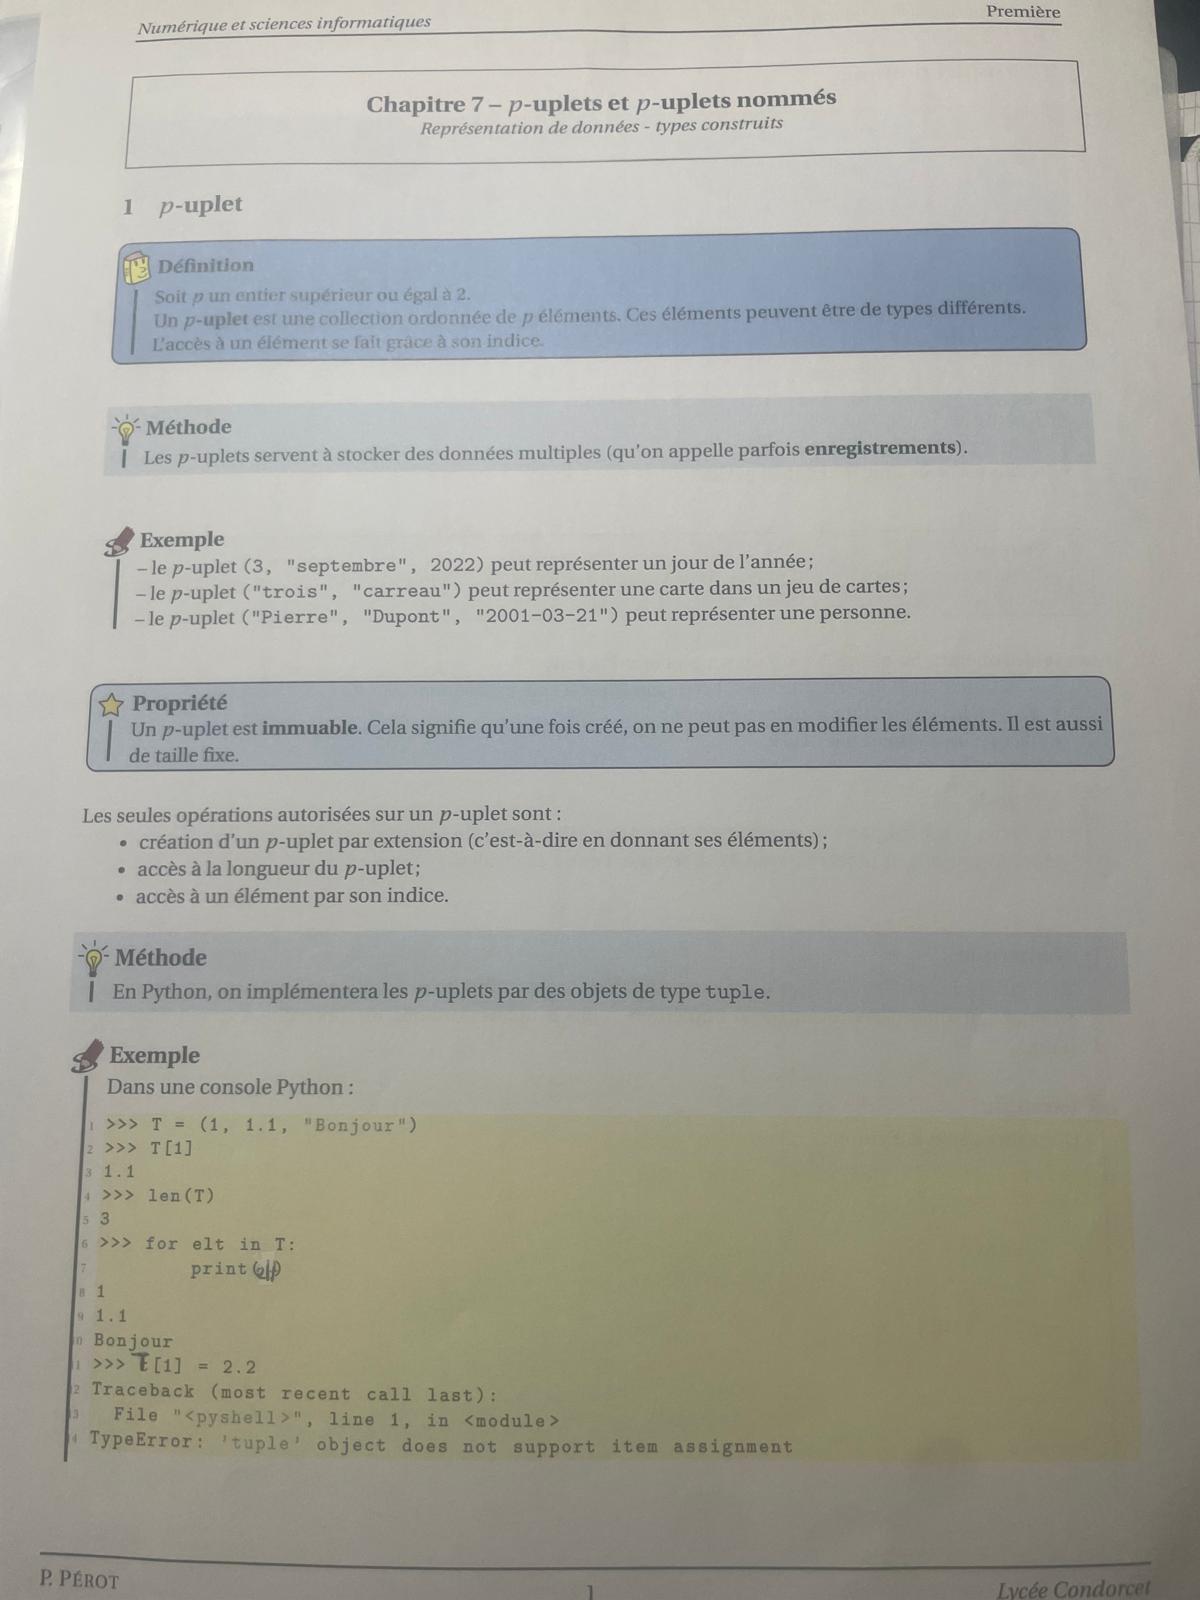 Numérique et sciences informatiques
Première
Chapitre 7 – p-uplets et p-uplets nommés
Représentation de données - types construits
1 p-uplet
Définition
Soit p un entier supérieur ou égal à 2.
Un p-uplet est une collection ordonnée de p éléments. Ces éléments peuvent être de types différents.
L'accès à un élément se fait grâce à son indice.
Méthode
Les p-uplets servent à stocker des données multiples (qu'on appelle parfois enregistrements).
Exemple
– le p-uplet (3, "septembre", 2022) peut représenter un jour de l'année;
– le p-uplet ("trois", "carreau") peut représenter une carte dans un jeu de cartes;
– le p-uplet ("Pierre", "Dupont", "2001-03-21") peut représenter une personne.
Propriété
Un p-uplet est immuable. Cela signifie qu'une fois créé, on ne peut pas en modifier les éléments. Il est aussi
de taille fixe.
Les seules opérations autorisées sur un p-uplet sont :
• création d'un p-uplet par extension (c'est-à-dire en donnant ses éléments);
• accès à la longueur du p-uplet;
• accès à un élément par son indice.
Méthode
En Python, on implémentera les p-uplets par des objets de type tuple.
Exemple
Dans une console Python :
1 >>> T = (1, 1.1, "Bonjour")
2 >>> T[1]
3 1.1
4 >>> len(T)
5 3
6 >>> for elt in T:
7 print(
8 1
9 1.1
0 Bonjour
1 >>> T[1] = 2.2
2 Traceback (most recent call last):
3 File "<pyshell>", line 1, in <module>
4 TypeError: 'tuple' object does not support item assignment
P. PÉROT
1
Lycée Condorcet